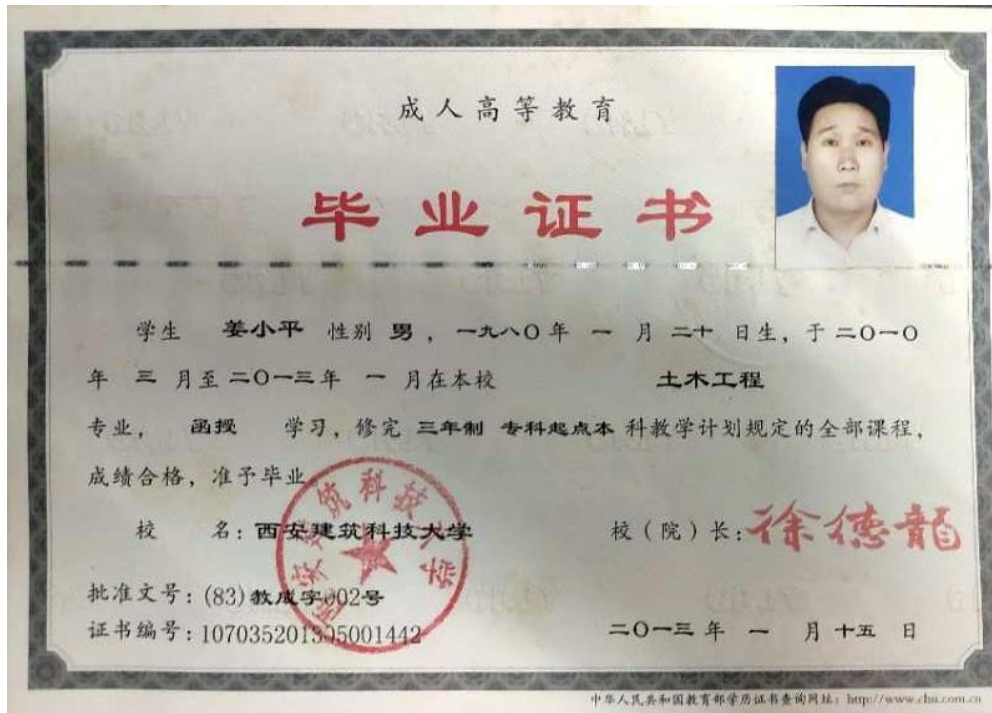 成人高等教育
毕业证书
学生 姜小平 性别 男 ，一九八〇年 一 月 二十 日生，于 二〇一〇
年 三 月至 二〇一三年 一 月在本校 土木工程
专业， 函授 学习，修完 三年制 专科起点本 科教学计划规定的全部课程，
成绩合格，准予毕业
校 名：西安建筑科技大学
校（院）长：徐德龍
批准文号：(83)教成字002号
证书编号：107035201305001442
二〇一三 年 一 月 十五 日
中华人民共和国教育部学历证书查询网址：http://www.chsi.com.cn